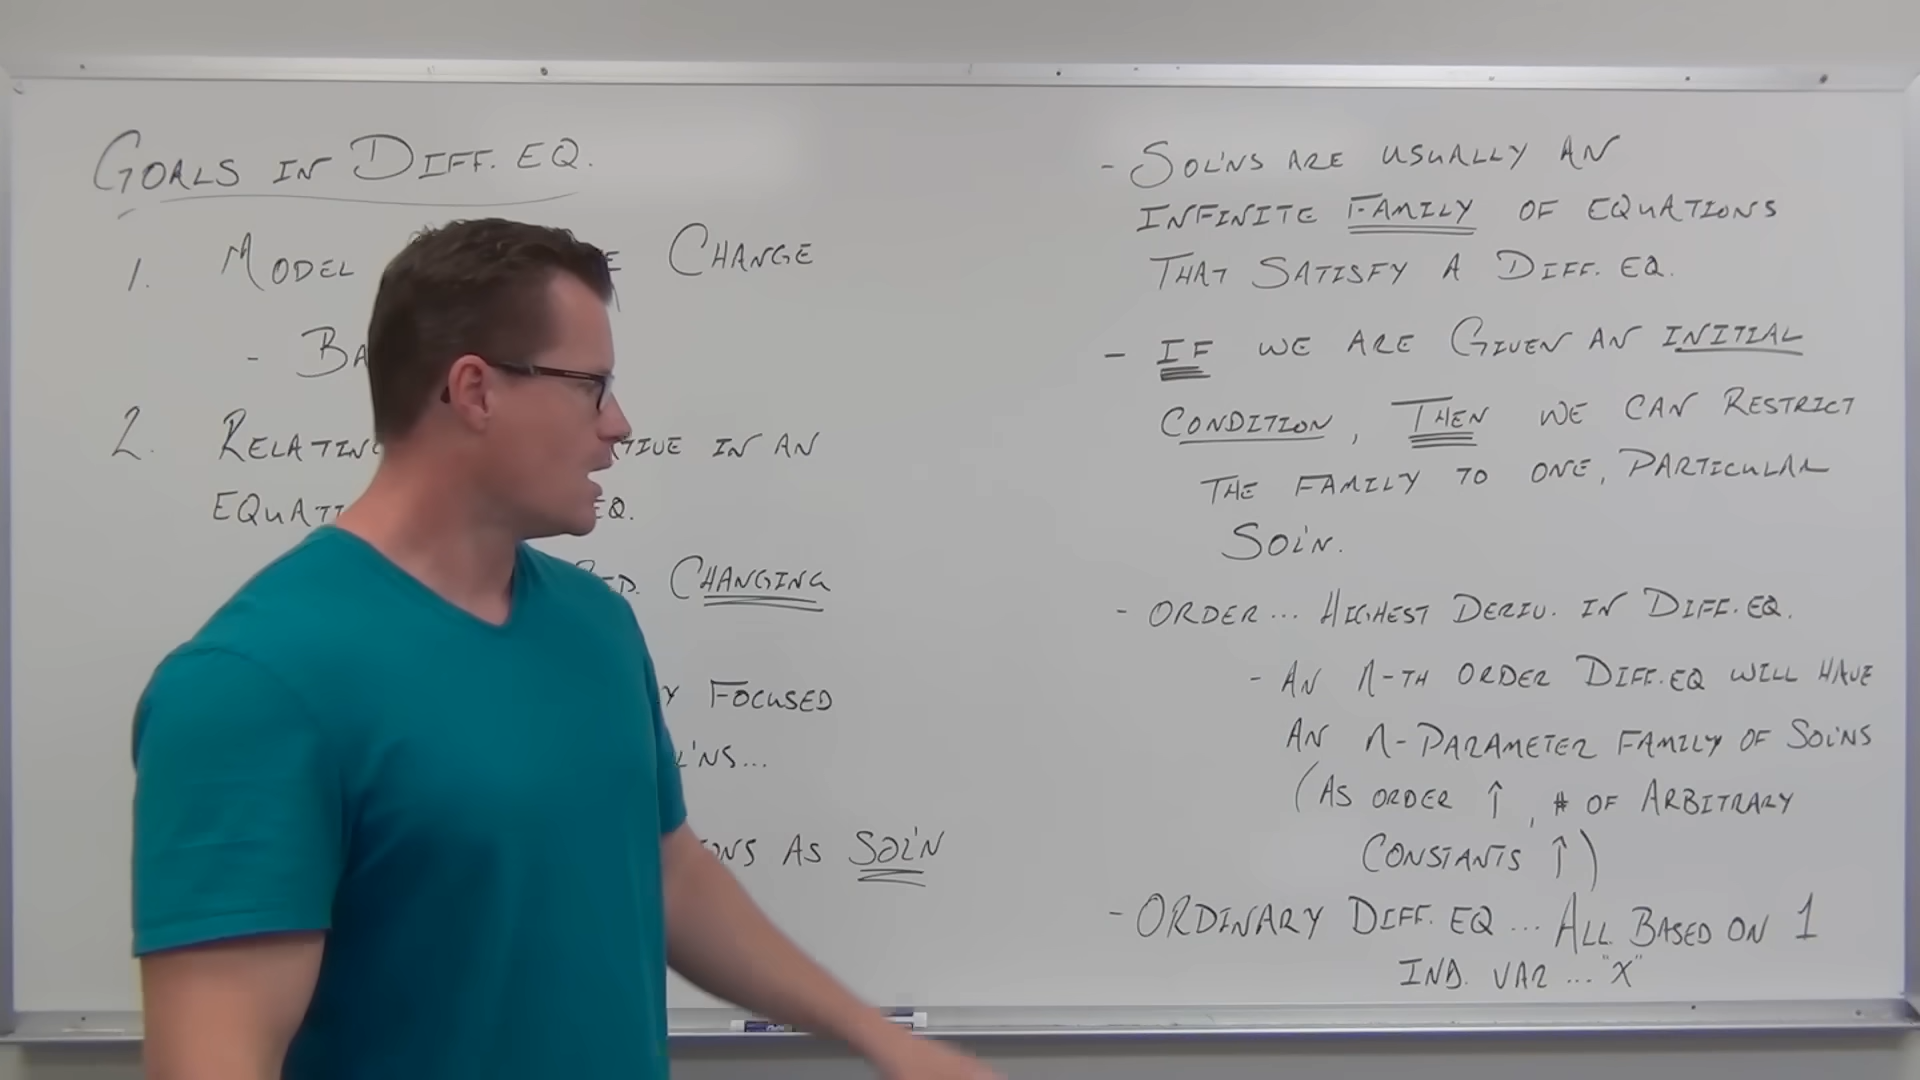 GOALS IN DIFF. EQ.
1. MODEL CHANGE
- BA
2. RELATING IN AN
EQUATI EQ.
CHANGING
FOCUSED
L'NS...
AS SOL'N
- SOL'NS ARE USUALLY AN
INFINITE FAMILY OF EQUATIONS
THAT SATISFY A DIFF. EQ.
- IF WE ARE GIVEN AN INITIAL
CONDITION, THEN WE CAN RESTRICT
THE FAMILY TO ONE, PARTICULAR
SOL'N.
- ORDER... HIGHEST DERIV. IN DIFF. EQ.
- AN n-TH ORDER DIFF. EQ WILL HAVE
AN n-PARAMETER FAMILY OF SOL'NS
(AS ORDER ↑, # OF ARBITRARY
CONSTANTS ↑)
- ORDINARY DIFF. EQ... ALL BASED ON 1
IND. VAR... "X"